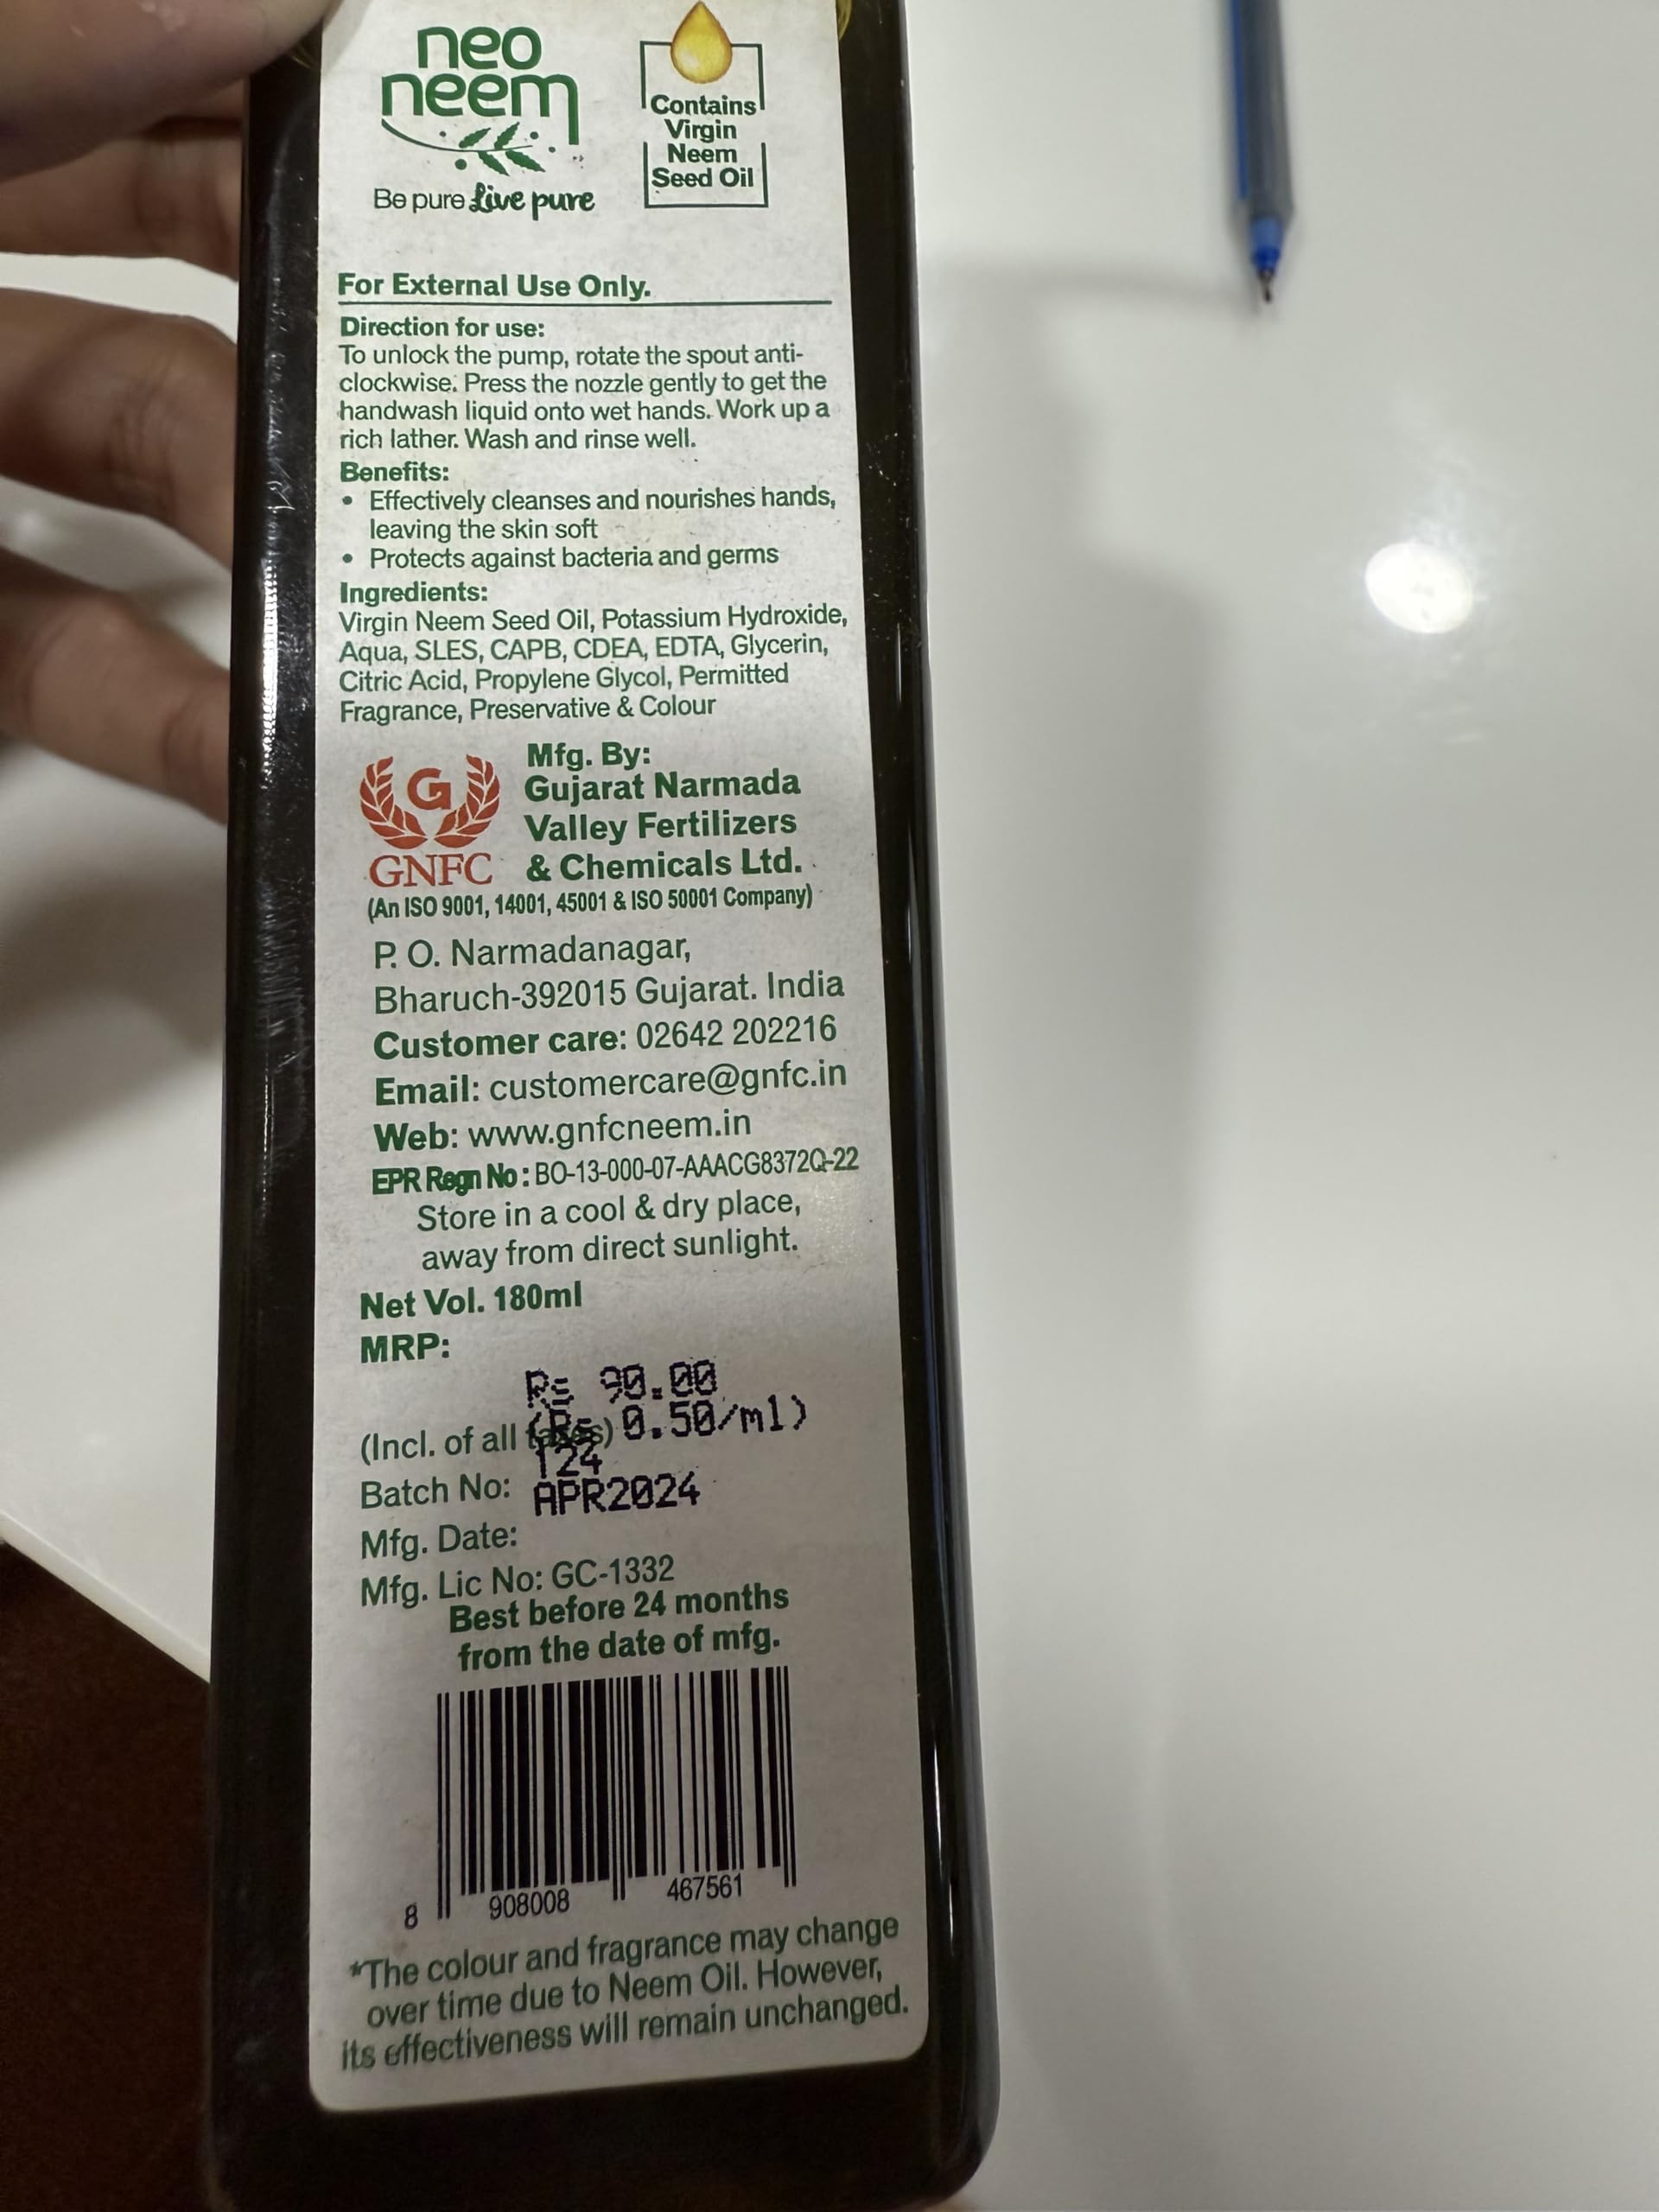 neo
neem
Be pure Live pure
Contains
Virgin
Neem
Seed Oil
For External Use Only.
Direction for use:
To unlock the pump, rotate the spout anti-
clockwise. Press the nozzle gently to get the
handwash liquid onto wet hands. Work up a
rich lather. Wash and rinse well.
Benefits:
• Effectively cleanses and nourishes hands,
leaving the skin soft
• Protects against bacteria and germs
Ingredients:
Virgin Neem Seed Oil, Potassium Hydroxide,
Aqua, SLES, CAPB, CDEA, EDTA, Glycerin,
Citric Acid, Propylene Glycol, Permitted
Fragrance, Preservative & Colour
G
GNFC
Mfg. By:
Gujarat Narmada
Valley Fertilizers
& Chemicals Ltd.
(An ISO 9001, 14001, 45001 & ISO 50001 Company)
P. O. Narmadanagar,
Bharuch-392015 Gujarat. India
Customer care: 02642 202216
Email: customercare@gnfc.in
Web: www.gnfcneem.in
EPR Regn No : BO-13-000-07-AAACG8372Q-22
Store in a cool & dry place,
away from direct sunlight.
Net Vol. 180ml
MRP:
Rs 90.00
(Rs 0.50/ml)
(Incl. of all taxes)
124
Batch No:
APR2024
Mfg. Date:
Mfg. Lic No: GC-1332
Best before 24 months
from the date of mfg.
8 908008 467561
*The colour and fragrance may change
over time due to Neem Oil. However,
its effectiveness will remain unchanged.